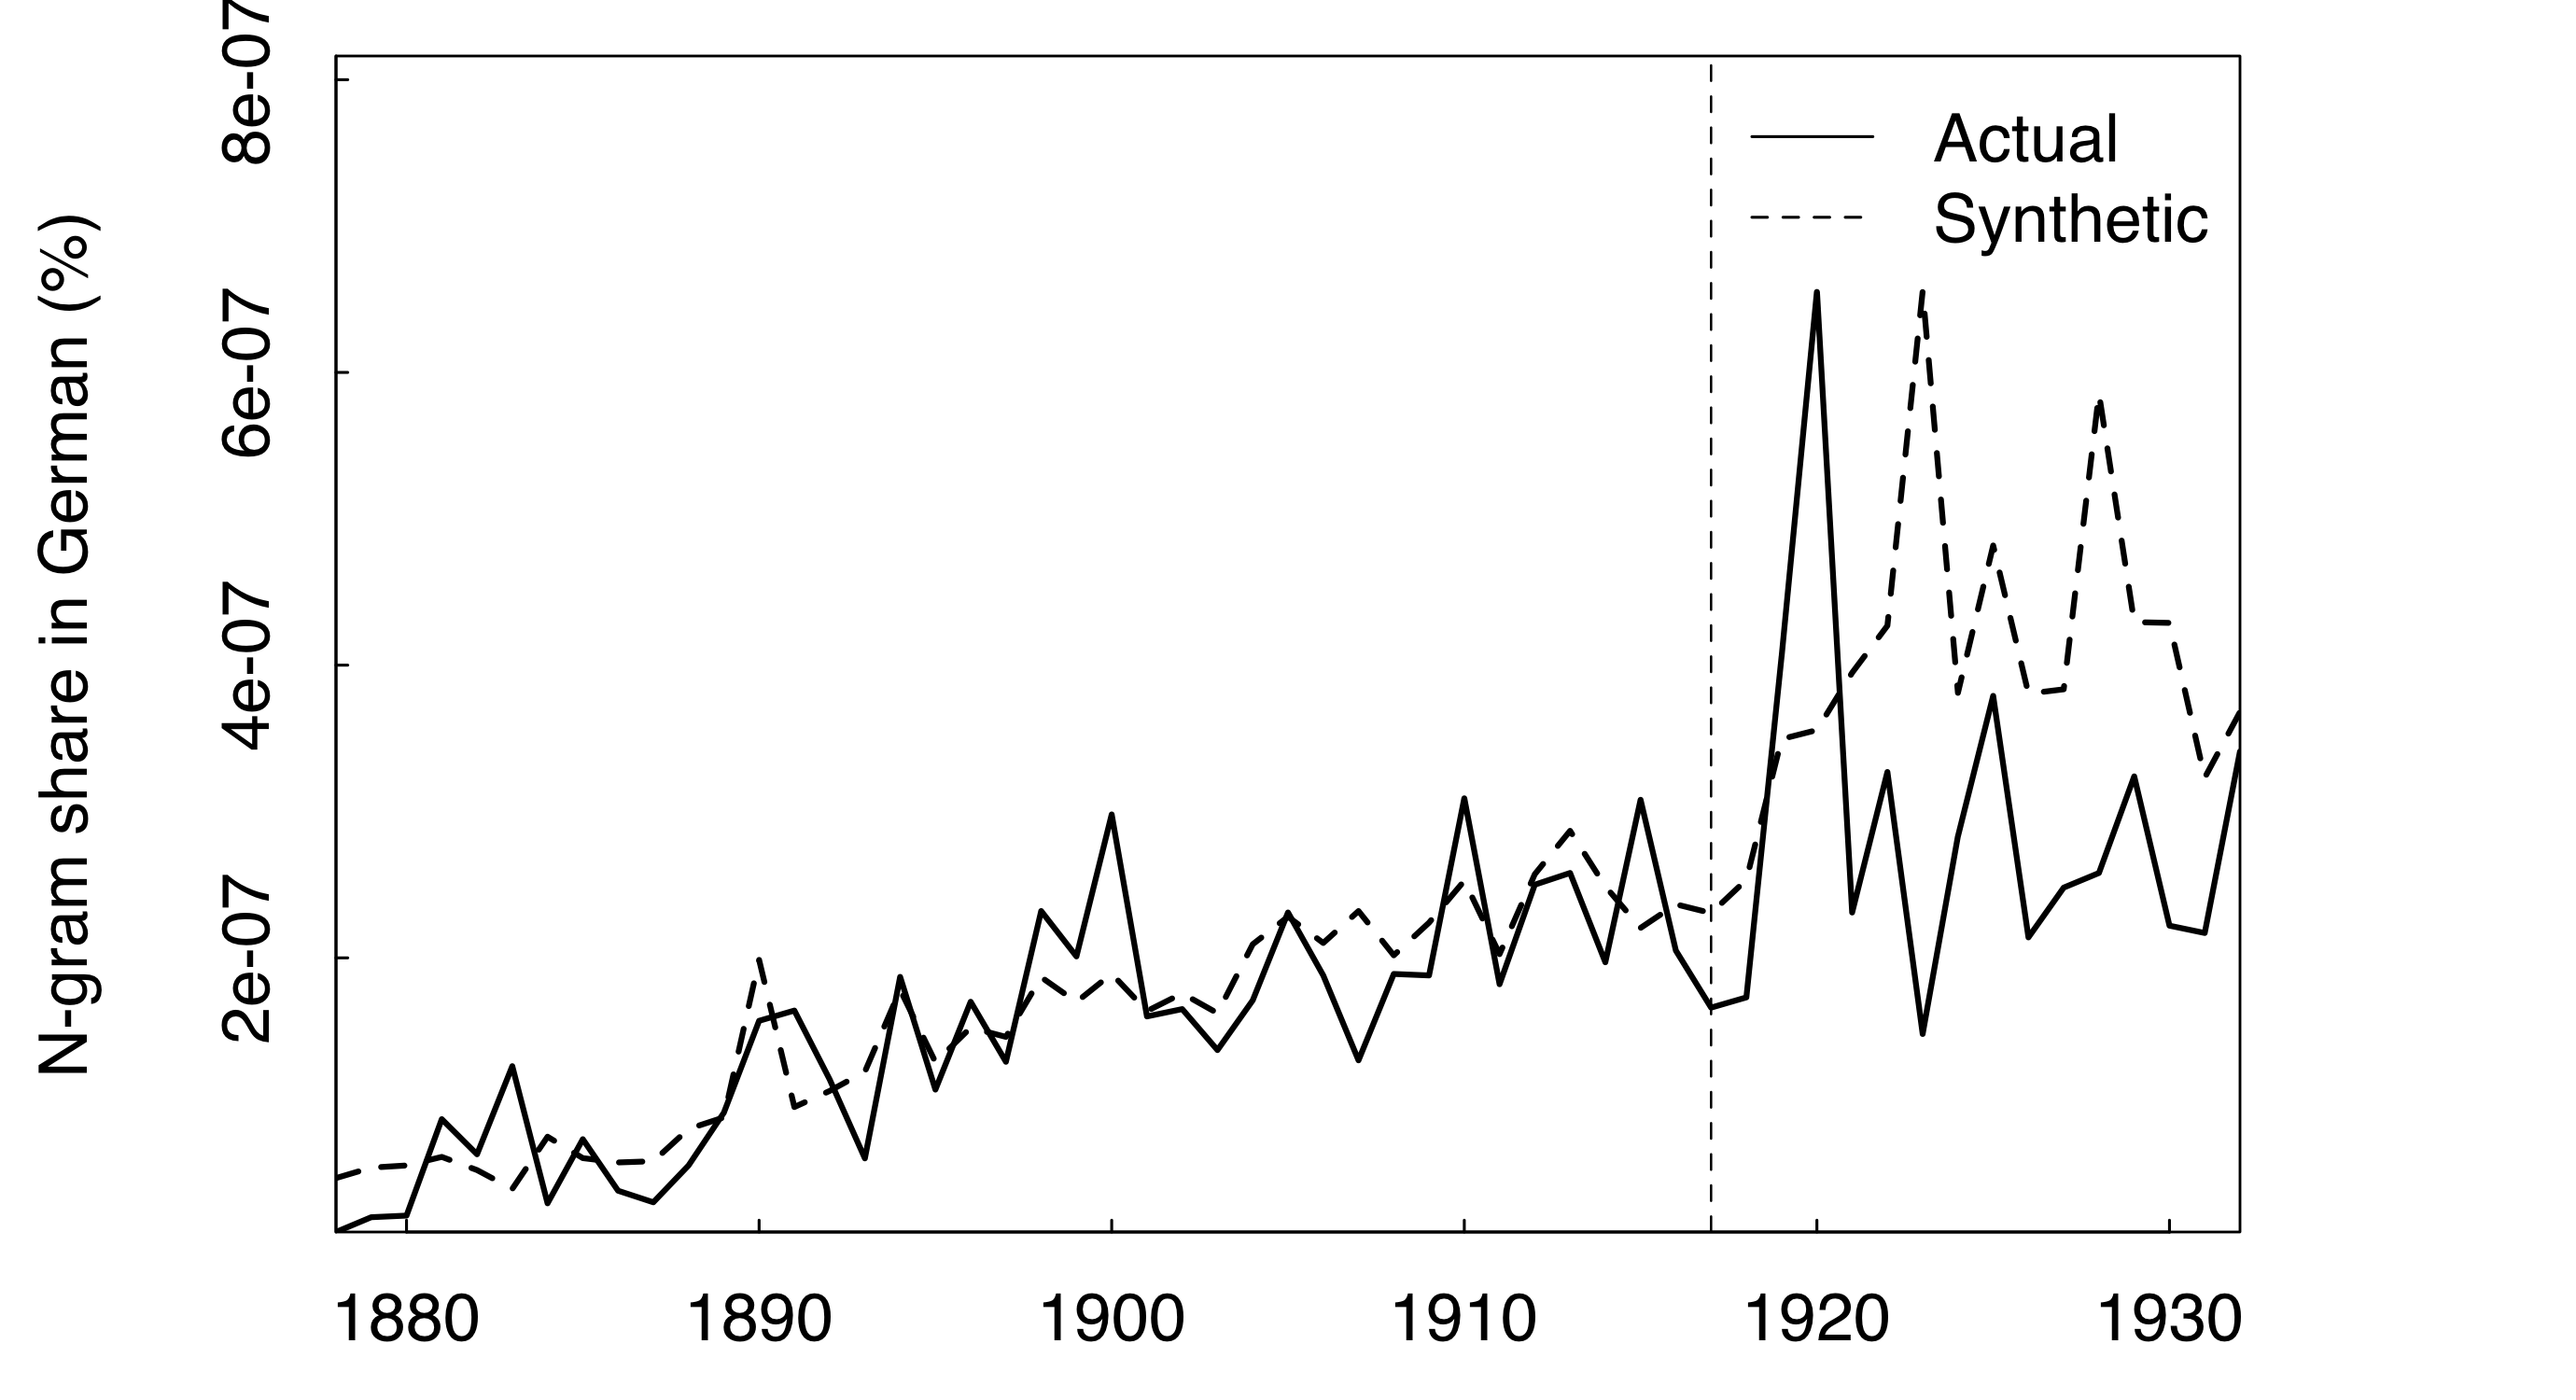 N-gram share in German (%)
8e-07
6e-07
4e-07
2e-07
Actual
Synthetic
1880 1890 1900 1910 1920 1930